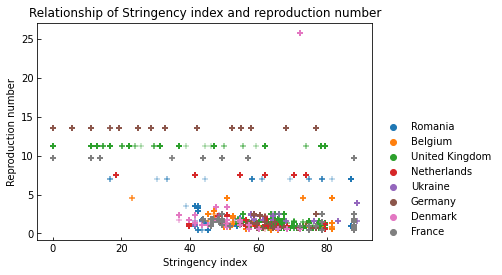 Relationship of Stringency index and reproduction number
Reproduction number
25
20
15
10
5
0
0
20
40
60
80
Stringency index
Romania
Belgium
United Kingdom
Netherlands
Ukraine
Germany
Denmark
France